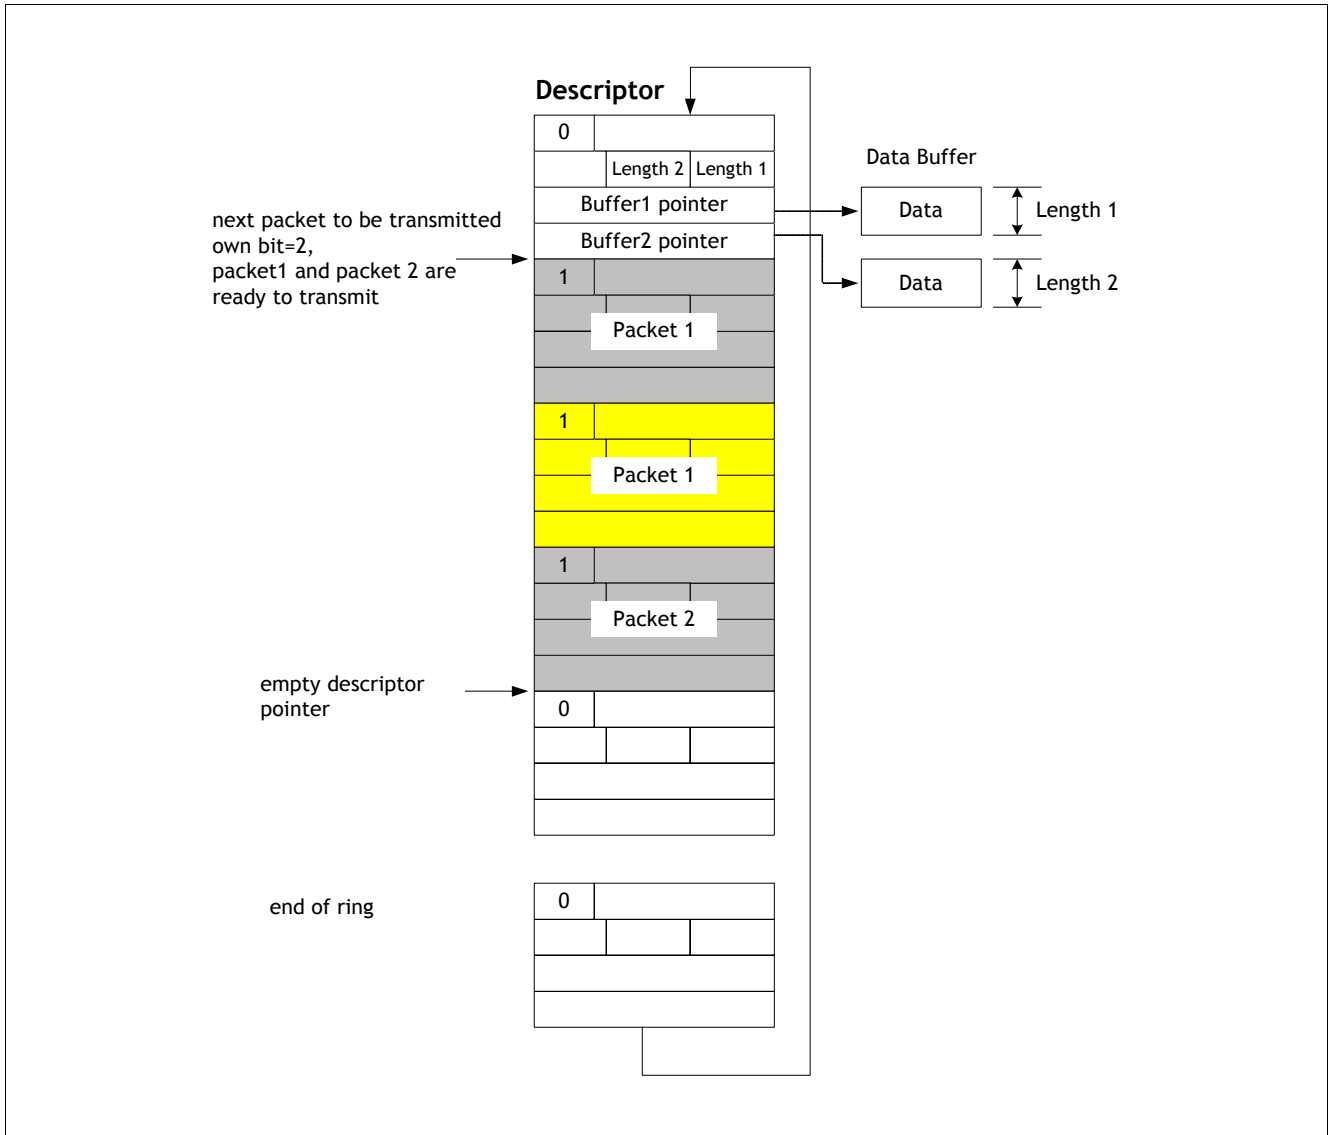 Descriptor
0
Length 2
Length 1
Data Buffer
Buffer1 pointer
Data
Length 1
Buffer2 pointer
next packet to be transmitted
own bit=2,
packet1 and packet 2 are
ready to transmit
1
Data
Length 2
Packet 1
1
Packet 1
1
Packet 2
empty descriptor
pointer
0
end of ring
0